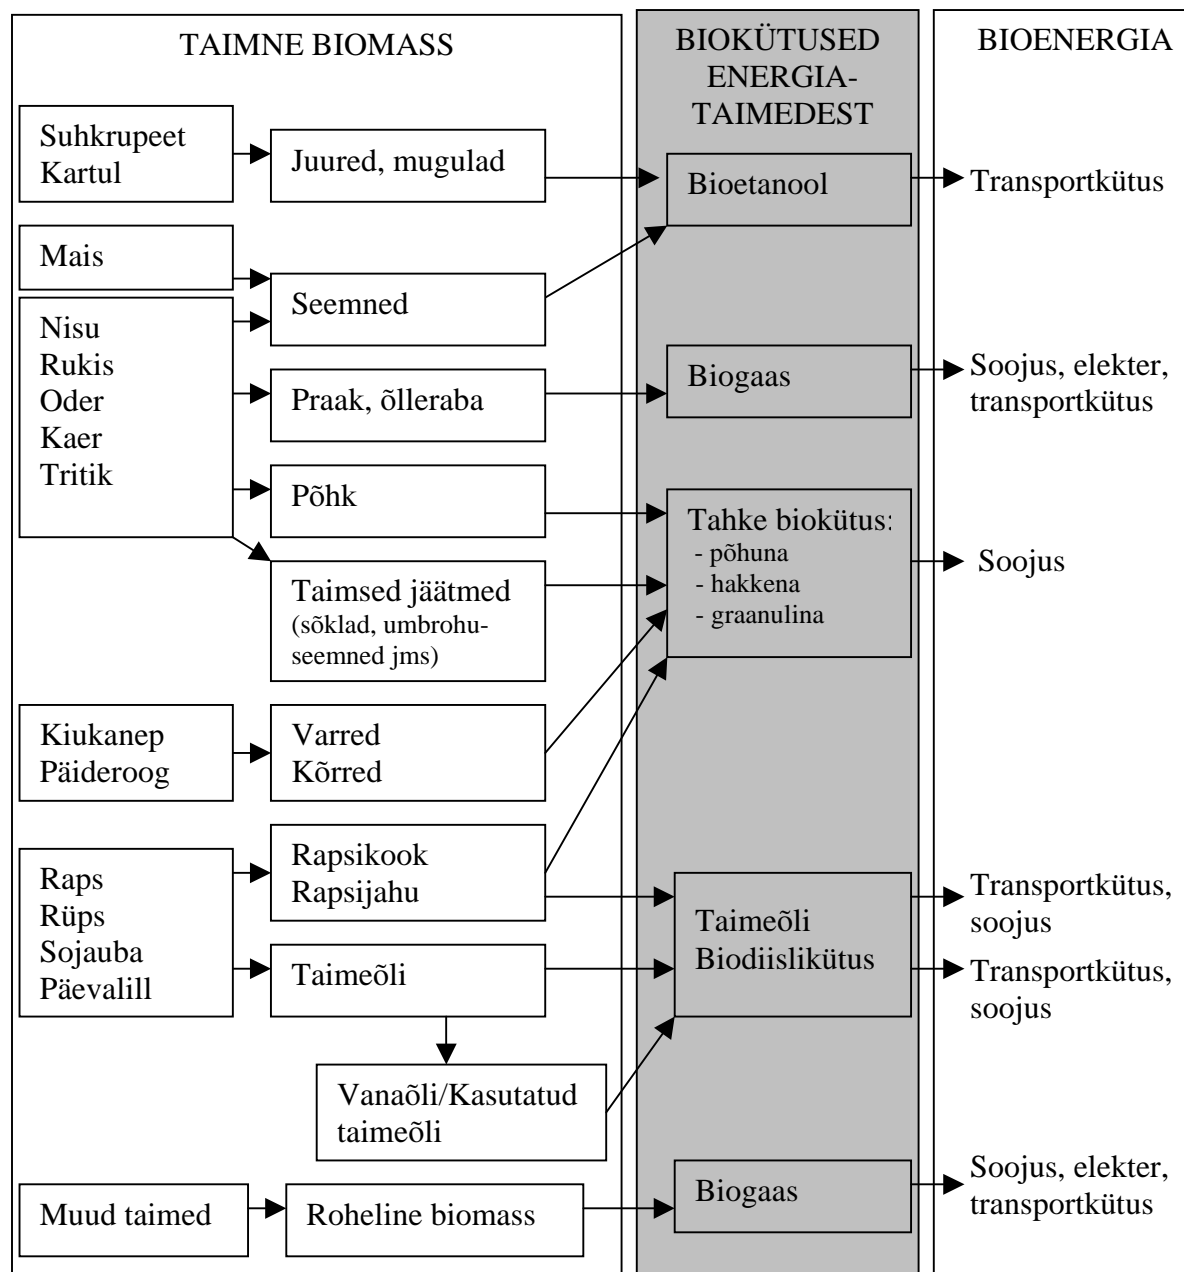 TAIMNE BIOMASS
BIOKÜTUSED
ENERGIA-
TAIMEDEST
BIOENERGIA
Suhkrupeet
Kartul
Juured, mugulad
Bioetanool
Transportkütus
Mais
Seemned
Nisu
Rukis
Oder
Kaer
Tritik
Praak, õlleraba
Biogaas
Soojus, elekter,
transportkütus
Põhk
Tahke biokütus:
- põhuna
- hakkena
- graanulina
Soojus
Taimsed jäätmed
(sõklad, umbrohu-
seemned jms)
Kiukanep
Päideroog
Varred
Kõrred
Raps
Rüps
Sojauba
Päevalill
Rapsikook
Rapsijahu
Taimeõli
Taimeõli
Biodiislikütus
Transportkütus,
soojus
Transportkütus,
soojus
Vanaõli/Kasutatud
taimeõli
Muud taimed
Roheline biomass
Biogaas
Soojus, elekter,
transportkütus